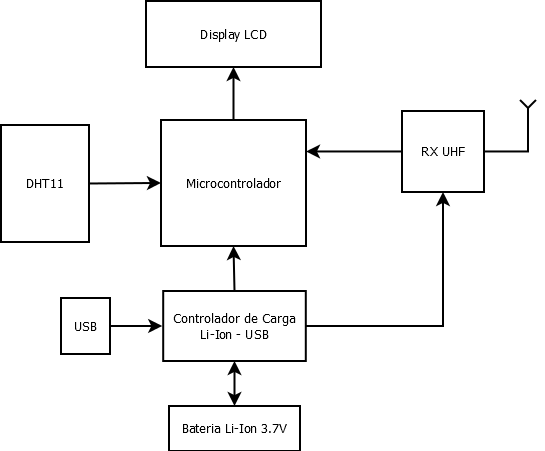 Display LCD
DHT11
Microcontrolador
RX UHF
USB
Controlador de Carga
Li-Ion - USB
Bateria Li-Ion 3.7V